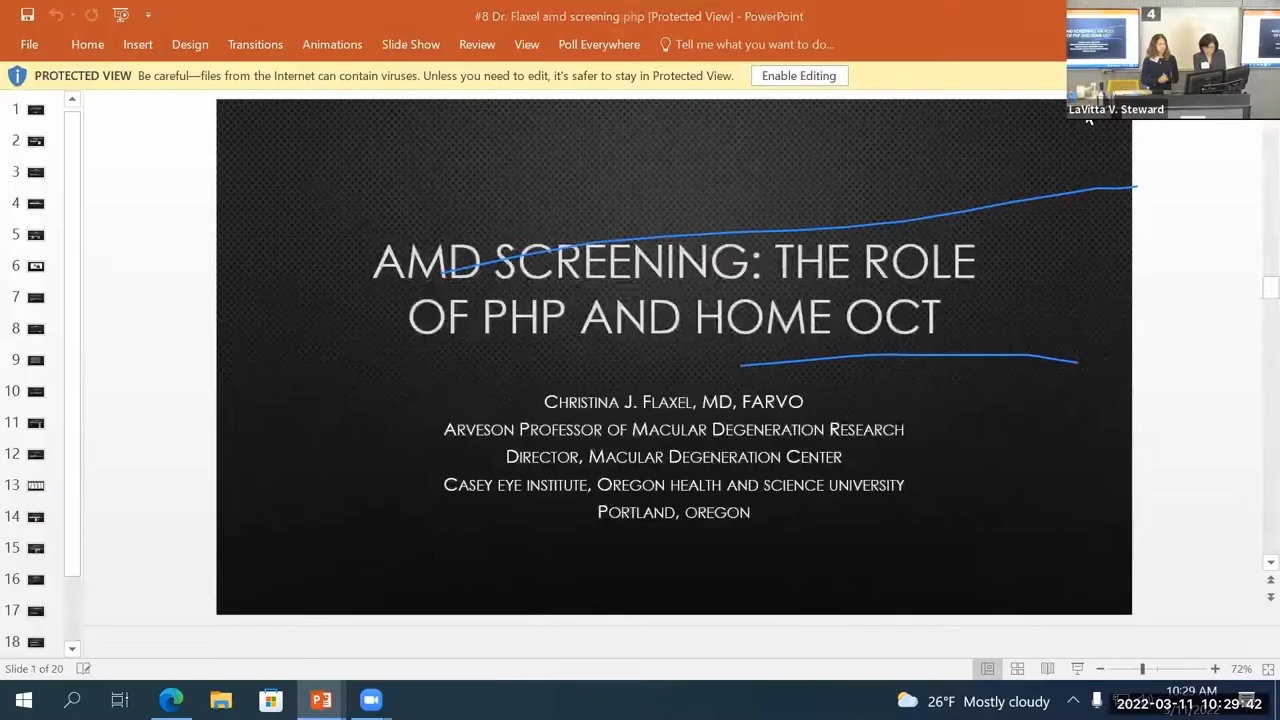 #8 Dr. Flaxel amd screening php [Protected View] - PowerPoint
File Home Insert Design Transitions Animations Slide Show Review View Poll Everywhere Tell me what you want to do...
PROTECTED VIEW Be careful—files from the Internet can contain viruses. Unless you need to edit, it's safer to stay in Protected View. Enable Editing
4
LaVitta V. Steward
1
2
3
4
5
6
7
8
9
10
11
12
13
14
15
16
17
18
AMD SCREENING: THE ROLE
OF PHP AND HOME OCT
CHRISTINA J. FLAXEL, MD, FARVO
ARVESON PROFESSOR OF MACULAR DEGENERATION RESEARCH
DIRECTOR, MACULAR DEGENERATION CENTER
CASEY EYE INSTITUTE, OREGON HEALTH AND SCIENCE UNIVERSITY
PORTLAND, OREGON
Slide 1 of 20
72%
26°F Mostly cloudy
10:29 AM
2022-03-11 10:29:42